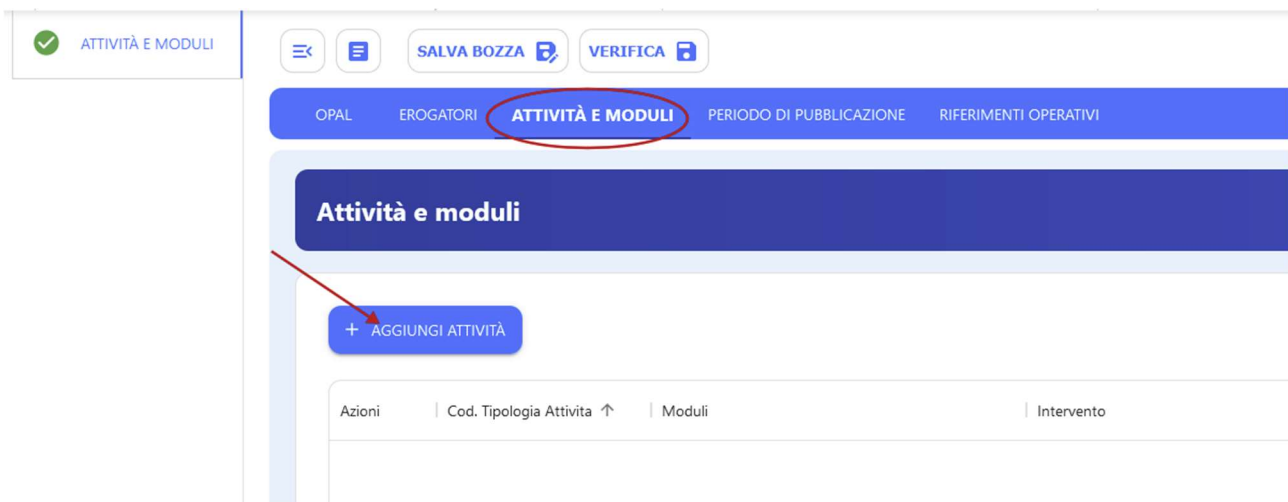 ATTIVITÀ E MODULI
SALVA BOZZA VERIFICA
OPAL EROGATORI ATTIVITÀ E MODULI PERIODO DI PUBBLICAZIONE RIFERIMENTI OPERATIVI
Attività e moduli
+ AGGIUNGI ATTIVITÀ
Azioni Cod. Tipologia Attivita ↑ Moduli Intervento